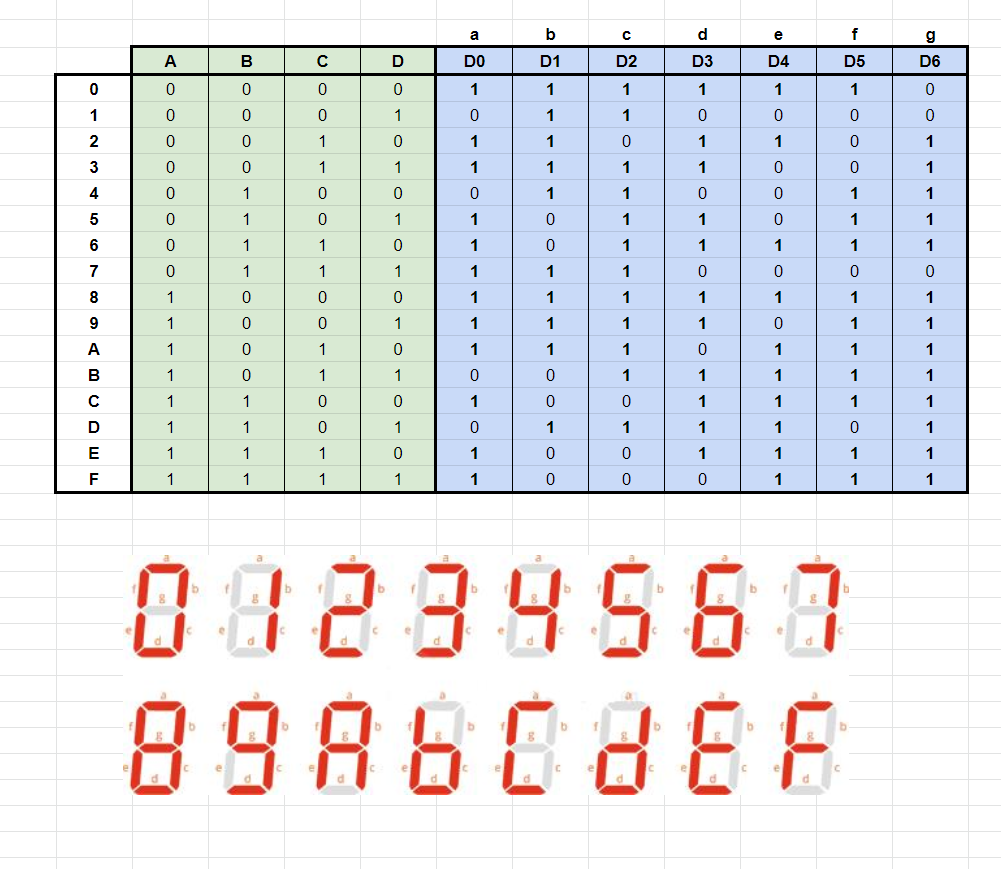 a b c d e f g
A B C D D0 D1 D2 D3 D4 D5 D6
0 0 0 0 0 1 1 1 1 1 1 0
1 0 0 0 1 0 1 1 0 0 0 0
2 0 0 1 0 1 1 0 1 1 0 1
3 0 0 1 1 1 1 1 1 0 0 1
4 0 1 0 0 0 1 1 0 0 1 1
5 0 1 0 1 1 0 1 1 0 1 1
6 0 1 1 0 1 0 1 1 1 1 1
7 0 1 1 1 1 1 1 0 0 0 0
8 1 0 0 0 1 1 1 1 1 1 1
9 1 0 0 1 1 1 1 1 0 1 1
A 1 0 1 0 1 1 1 0 1 1 1
B 1 0 1 1 0 0 1 1 1 1 1
C 1 1 0 0 1 0 0 1 1 1 1
D 1 1 0 1 0 1 1 1 1 0 1
E 1 1 1 0 1 0 0 1 1 1 1
F 1 1 1 1 1 0 0 0 1 1 1
a a a a a a a a
f b f b f b f b f b f b f b f b
g g g g g g g g
e c e c e c e c e c e c e c e c
d d d d d d d d
a a a a a a a a
f b f b f b f b f b f b f b f b
g g g g g g g g
e c e c e c e c e c e c e c e c
d d d d d d d d